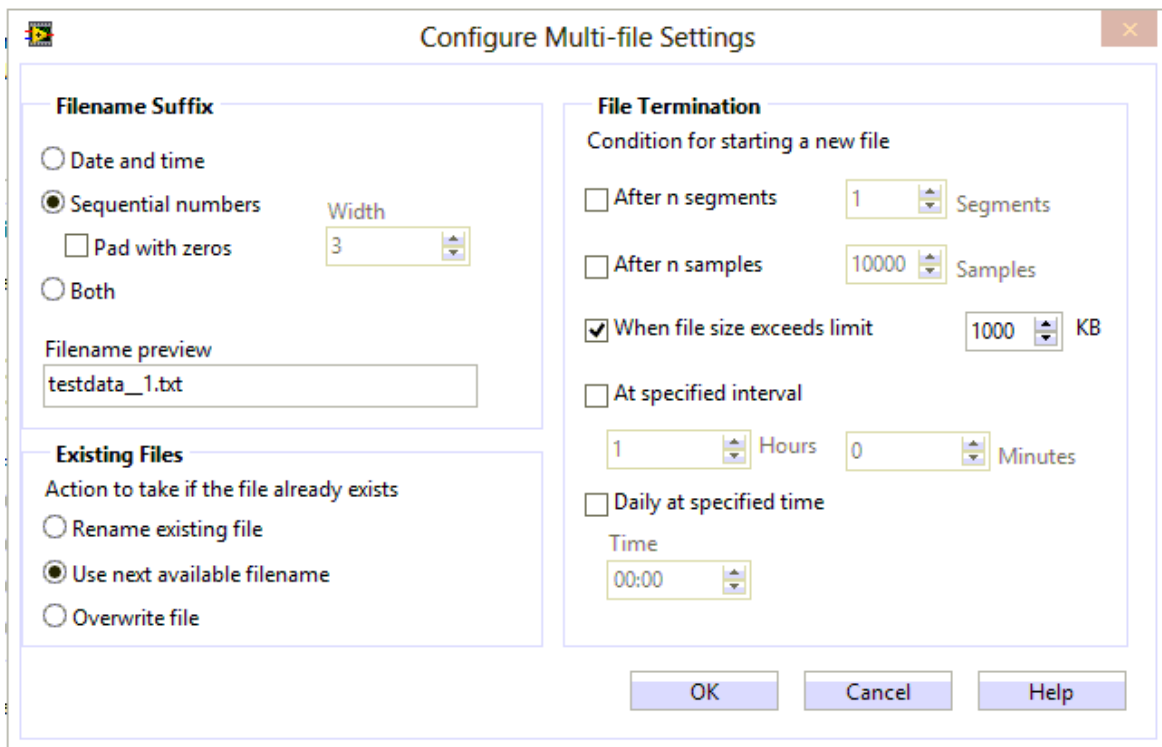 Configure Multi-file Settings
×
Filename Suffix
Date and time
Sequential numbers
Width
Pad with zeros
3
Both
Filename preview
testdata__1.txt
Existing Files
Action to take if the file already exists
Rename existing file
Use next available filename
Overwrite file
File Termination
Condition for starting a new file
After n segments 1 Segments
After n samples 10000 Samples
When file size exceeds limit 1000 KB
At specified interval
1 Hours 0 Minutes
Daily at specified time
Time
00:00
OK Cancel Help